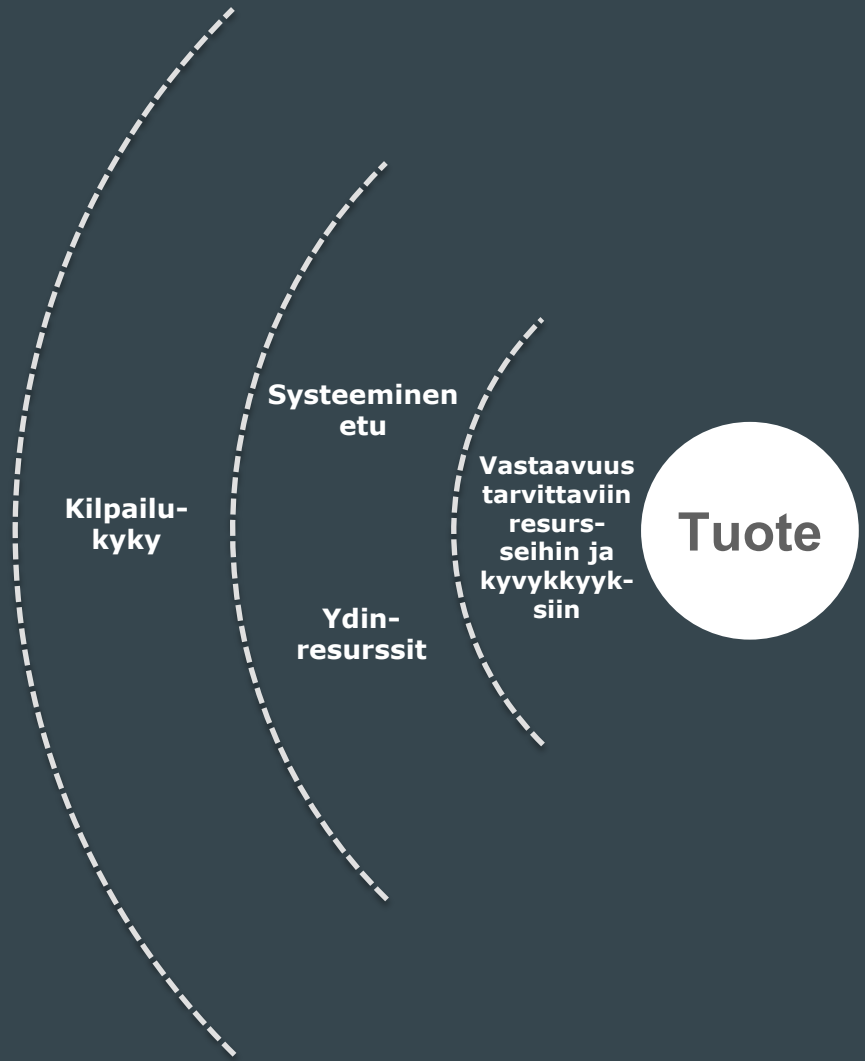 Systeeminen
etu
Kilpailu-
kyky
Ydin-
resurssit
Vastaavuus
tarvittaviin
resurs-
seihin ja
kyvykkyyk-
siin
Tuote